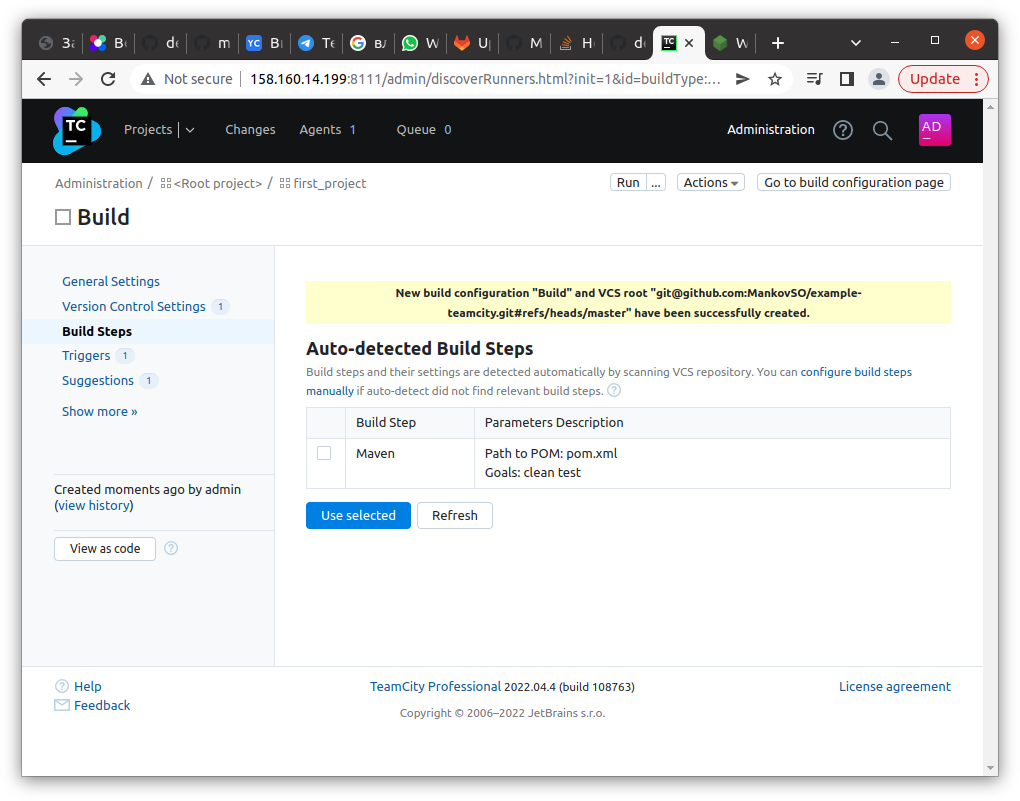 За
Be
de
m
YC
Bi
Te
вл
W
Uj
M
Ho
de
TC
W
Not secure
158.160.14.199:8111/admin/discoverRunners.html?init=1&id=buildType:...
Update
TC
Projects
Changes
Agents 1
Queue 0
Administration
AD
Administration / <Root project> / first_project
Run
...
Actions
Go to build configuration page
Build
General Settings
Version Control Settings 1
Build Steps
Triggers 1
Suggestions 1
Show more »
Created moments ago by admin
(view history)
View as code
?
New build configuration "Build" and VCS root "git@github.com:MankovSO/example-
teamcity.git#refs/heads/master" have been successfully created.
Auto-detected Build Steps
Build steps and their settings are detected automatically by scanning VCS repository. You can configure build steps
manually if auto-detect did not find relevant build steps. ?
Build Step
Parameters Description
Maven
Path to POM: pom.xml
Goals: clean test
Use selected
Refresh
? Help
Feedback
TeamCity Professional 2022.04.4 (build 108763)
Copyright © 2006–2022 JetBrains s.r.o.
License agreement